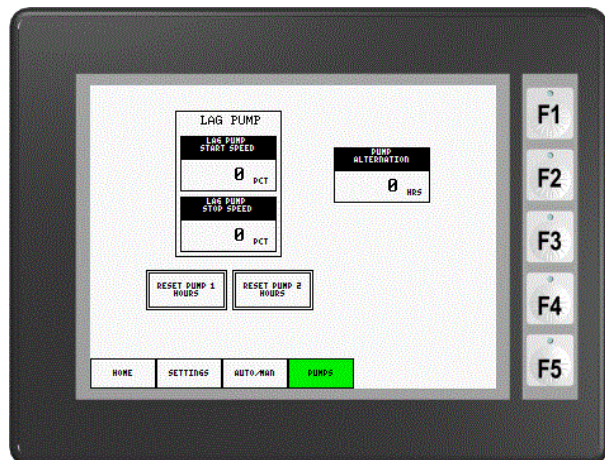 LAG PUMP
LAG PUMP
START SPEED
0 PCT
LAG PUMP
STOP SPEED
0 PCT
PUMP
ALTERNATION
0 HRS
RESET PUMP 1
HOURS
RESET PUMP 2
HOURS
HOME
SETTINGS
AUTO/MAN
PUMPS
F1
F2
F3
F4
F5